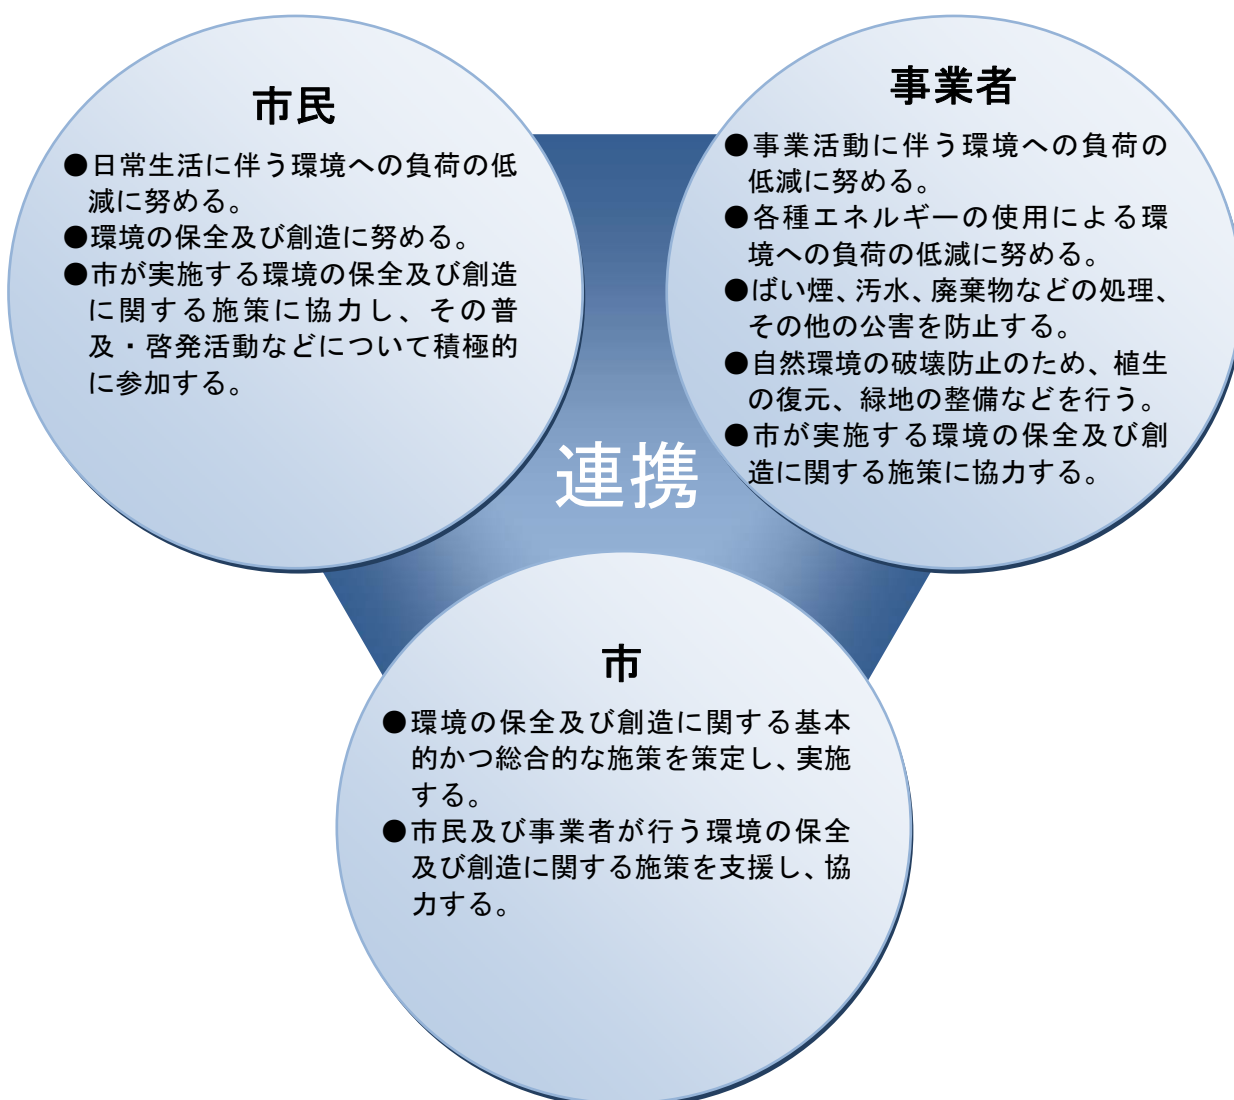 市民
●日常生活に伴う環境への負荷の低
減に努める。
●環境の保全及び創造に努める。
●市が実施する環境の保全及び創造
に関する施策に協力し、その普
及・啓発活動などについて積極的
に参加する。
事業者
●事業活動に伴う環境への負荷の
低減に努める。
●各種エネルギーの使用による環
境への負荷の低減に努める。
●ばい煙、汚水、廃棄物などの処理、
その他の公害を防止する。
●自然環境の破壊防止のため、植生
の復元、緑地の整備などを行う。
●市が実施する環境の保全及び創
造に関する施策に協力する。
連携
市
●環境の保全及び創造に関する基本
的かつ総合的な施策を策定し、実施
する。
●市民及び事業者が行う環境の保全
及び創造に関する施策を支援し、協
力する。